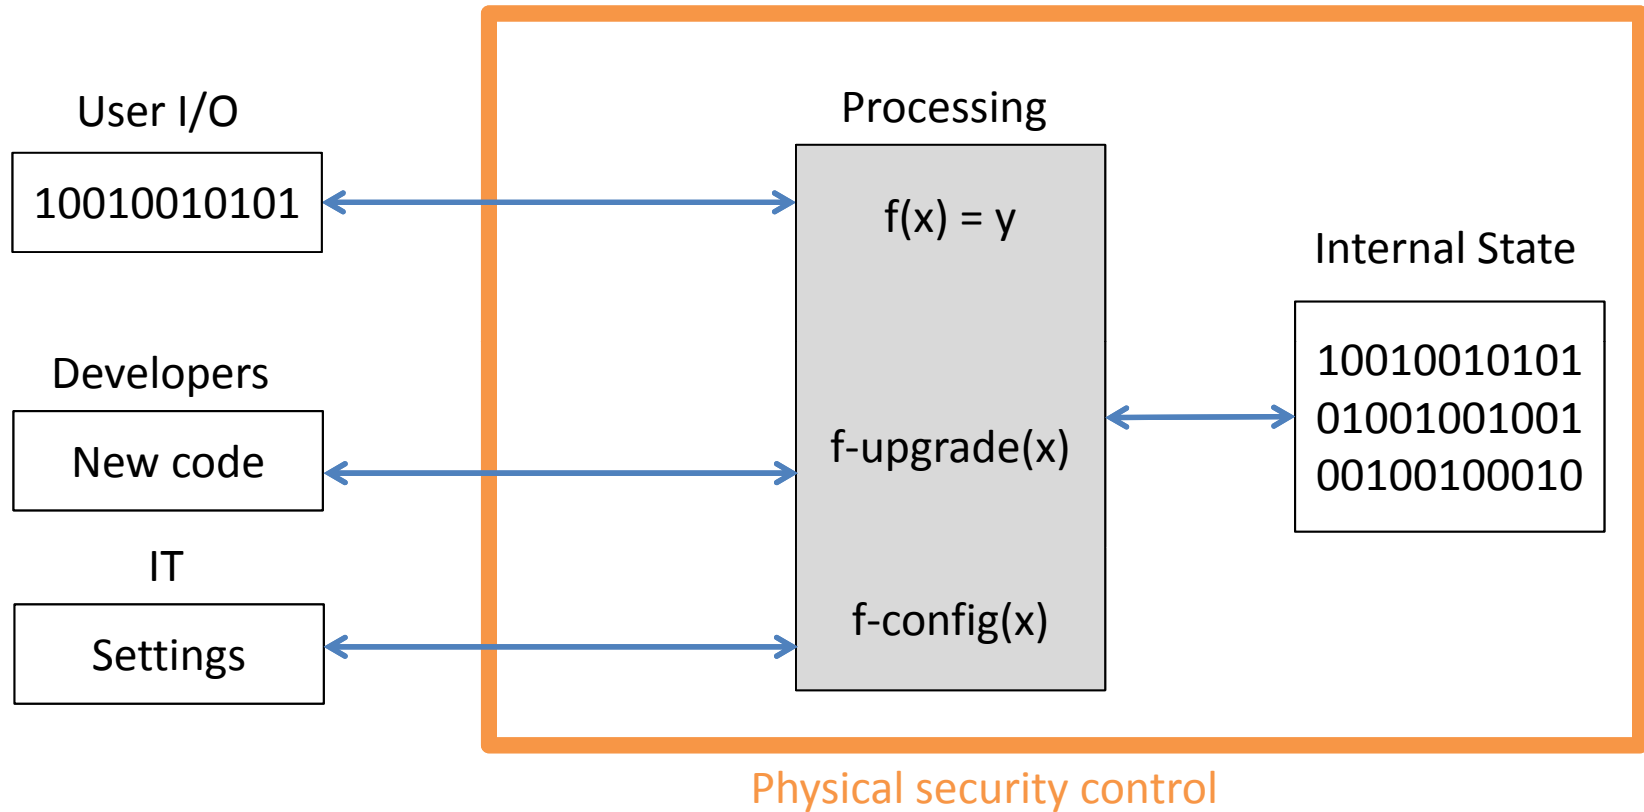 User I/O
10010010101
Developers
New code
IT
Settings
Processing
f(x) = y
f-upgrade(x)
f-config(x)
Internal State
10010010101
01001001001
00100100010
Physical security control